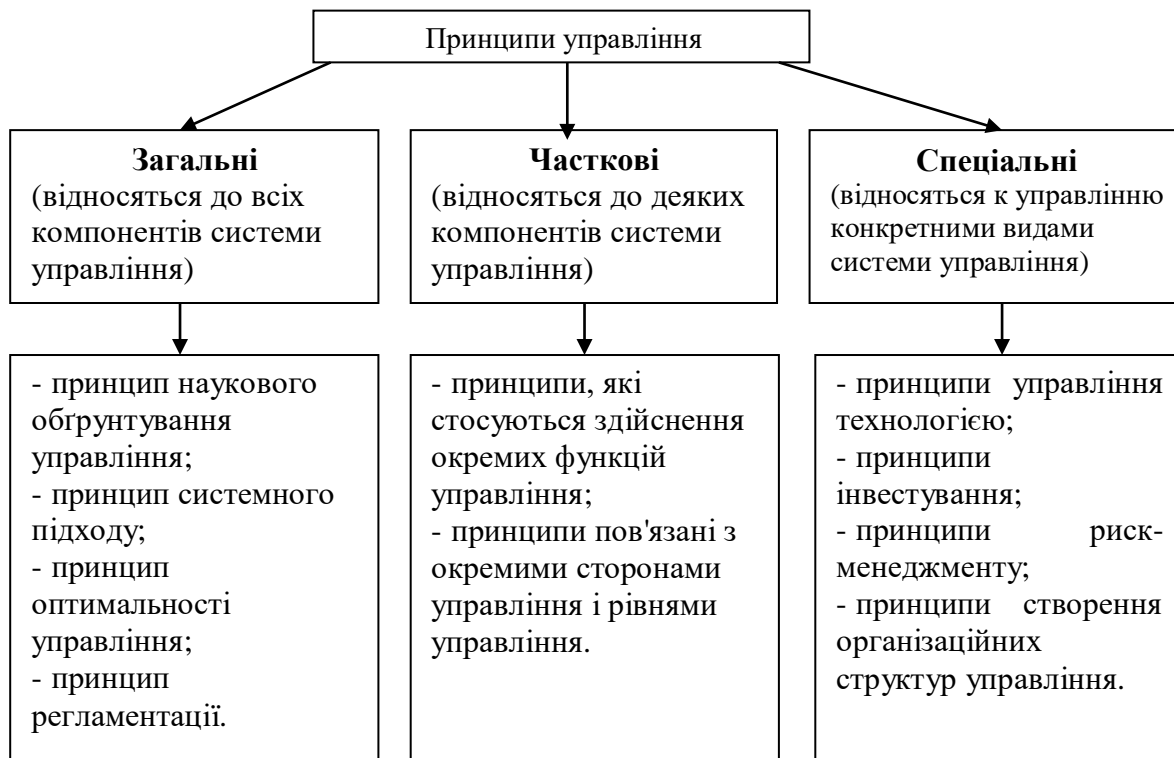 Принципи управління
Загальні
(відносяться до всіх
компонентів системи
управління)
Часткові
(відносяться до деяких
компонентів системи
управління)
Спеціальні
(відносяться к управлінню
конкретними видами
системи управління)
- принцип наукового
обґрунтування
управління;
- принцип системного
підходу;
- принцип
оптимальності
управління;
- принцип
регламентації.
- принципи, які
стосуються здійснення
окремих функцій
управління;
- принципи пов'язані з
окремими сторонами
управління і рівнями
управління.
- принципи управління
технологією;
- принципи
інвестування;
- принципи риск-
менеджменту;
- принципи створення
організаційних
структур управління.